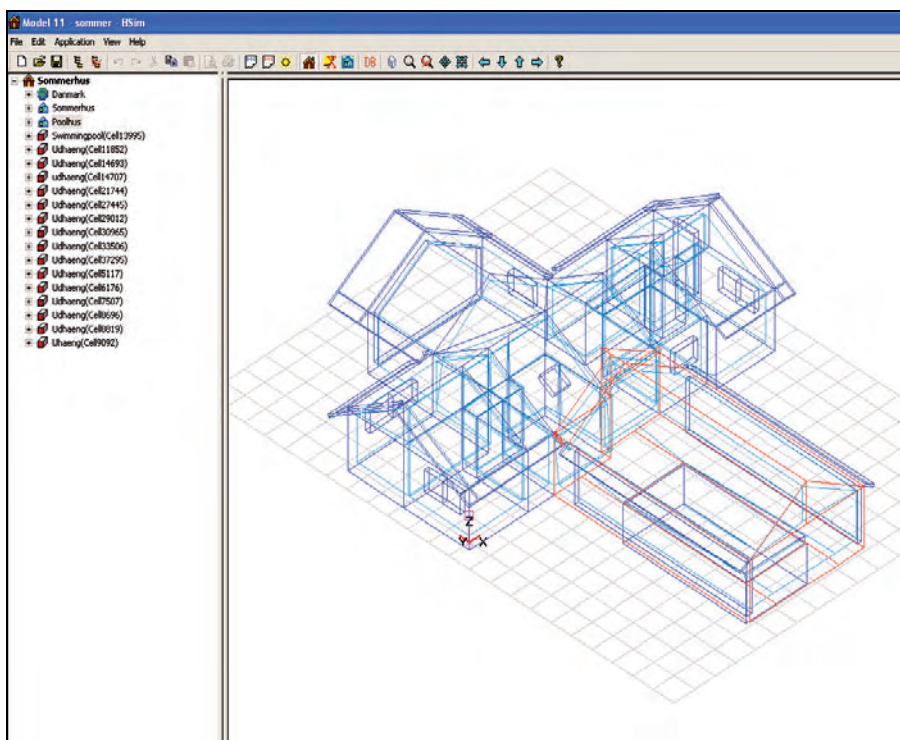 Model 11 - sommer - BSim
File Edit Application View Help
DB
Sommerhus
Danmark
Sommerhus
Poolhus
Swimmingpool(Cell13995)
Udhaeng(Cell11852)
Udhaeng(Cell14693)
udhaeng(Cell14707)
Udhaeng(Cell21744)
Udhaeng(Cell27445)
Udhaeng(Cell29012)
Udhaeng(Cell30965)
Udhaeng(Cell33506)
Udhaeng(Cell37295)
Udhaeng(Cell5117)
Udhaeng(Cell6176)
Udhaeng(Cell7507)
Udhaeng(Cell8696)
Udhaeng(Cell8819)
Uhaeng(Cell9092)
Z
Y X